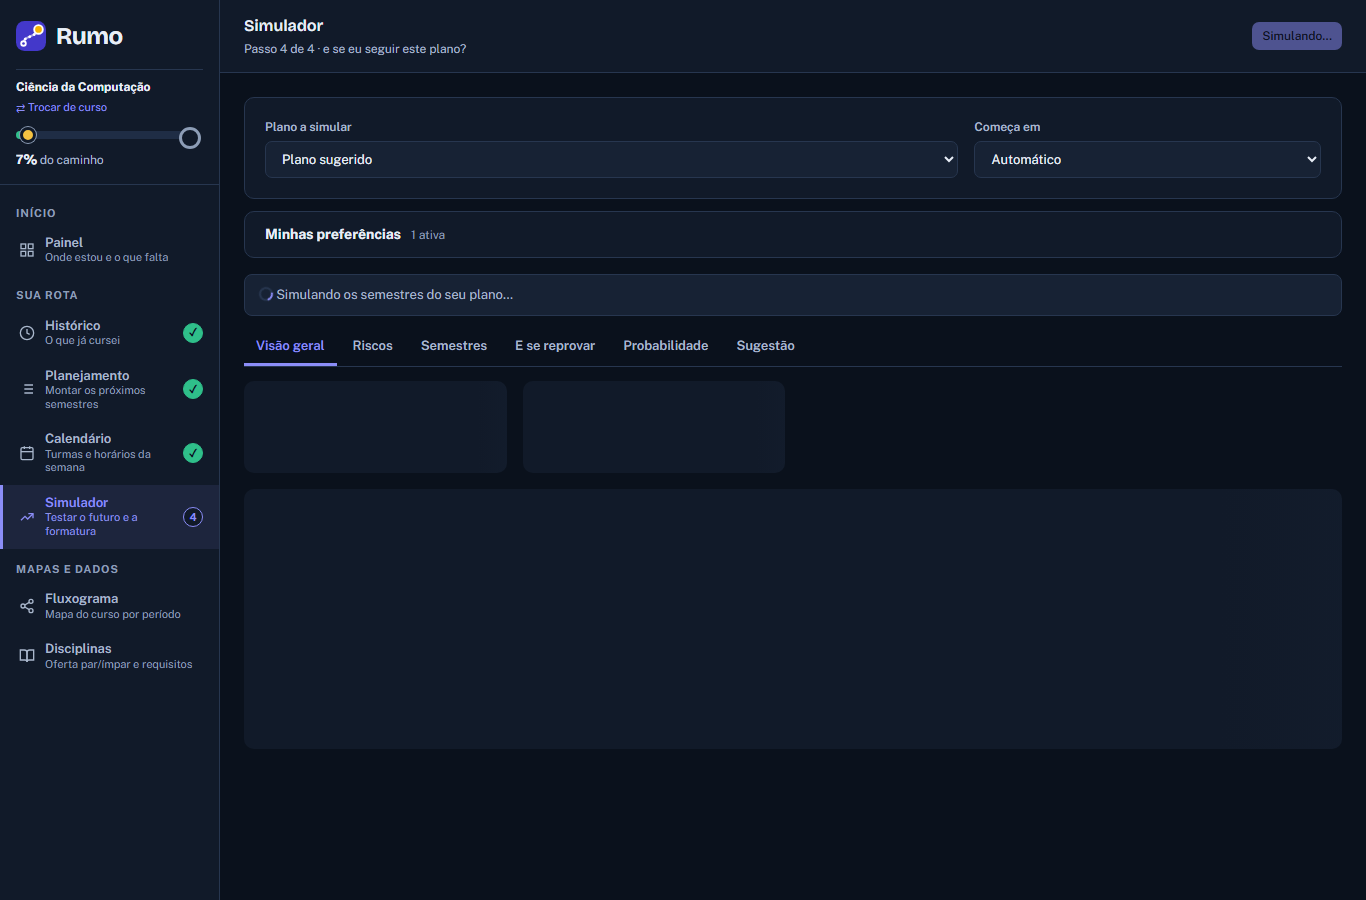 Rumo
Ciência da Computação
⇄ Trocar de curso
7% do caminho
INÍCIO
Painel
Onde estou e o que falta
SUA ROTA
Histórico
O que já cursei
Planejamento
Montar os próximos
semestres
Calendário
Turmas e horários da
semana
Simulador
Testar o futuro e a
formatura
4
MAPAS E DADOS
Fluxograma
Mapa do curso por período
Disciplinas
Oferta par/ímpar e requisitos
Simulador
Passo 4 de 4 · e se eu seguir este plano?
Simulando...
Plano a simular
Começa em
Plano sugerido
Automático
Minhas preferências 1 ativa
Simulando os semestres do seu plano...
Visão geral Riscos Semestres E se reprovar Probabilidade Sugestão